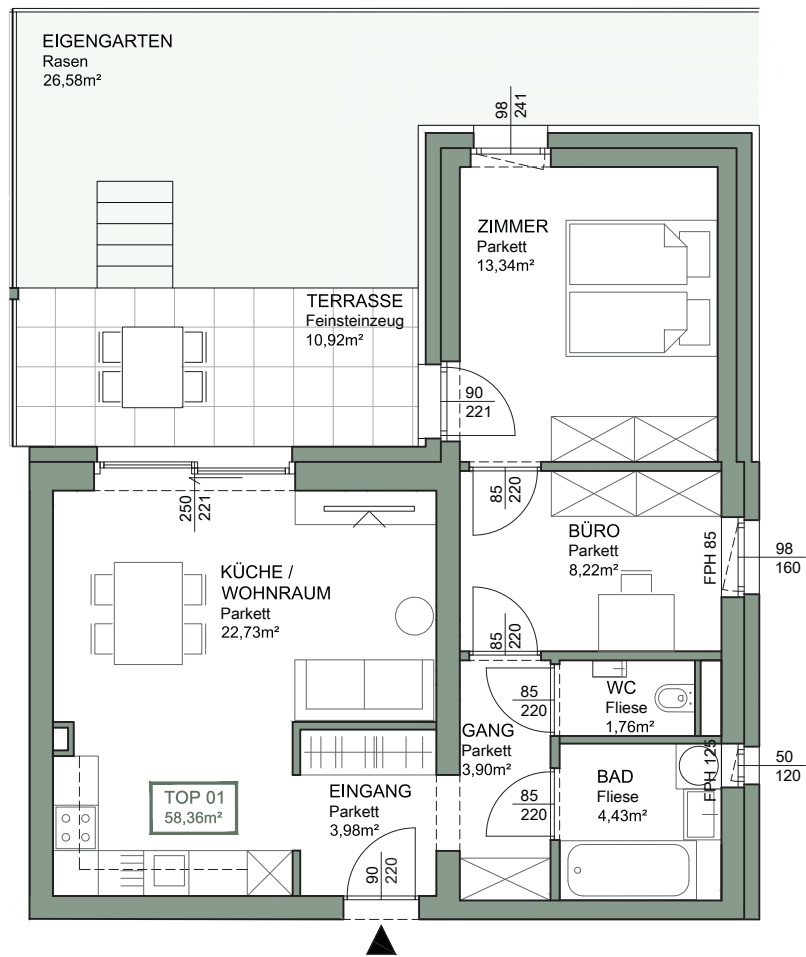 EIGENGARTEN
Rasen
26,58m²
98
241
ZIMMER
Parkett
13,34m²
TERRASSE
Feinsteinzeug
10,92m²
90
221
250
221
85
220
BÜRO
Parkett
8,22m²
FPH 85
98
160
KÜCHE /
WOHNRAUM
Parkett
22,73m²
85
220
85
220
WC
Fliese
1,76m²
GANG
Parkett
3,90m²
FPH 125
50
120
TOP 01
58,36m²
EINGANG
Parkett
3,98m²
85
220
BAD
Fliese
4,43m²
90
220